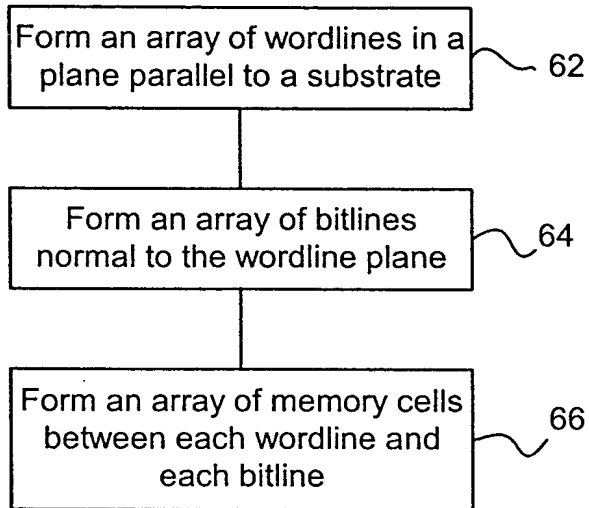 Form an array of wordlines in a
plane parallel to a substrate
62
Form an array of bitlines
normal to the wordline plane
64
Form an array of memory cells
between each wordline and
each bitline
66